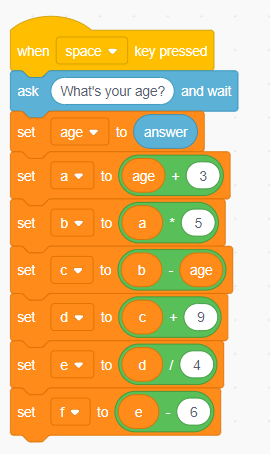 when space key pressed
ask What's your age? and wait
set age to answer
set a to age + 3
set b to a * 5
set c to b - age
set d to c + 9
set e to d / 4
set f to e - 6